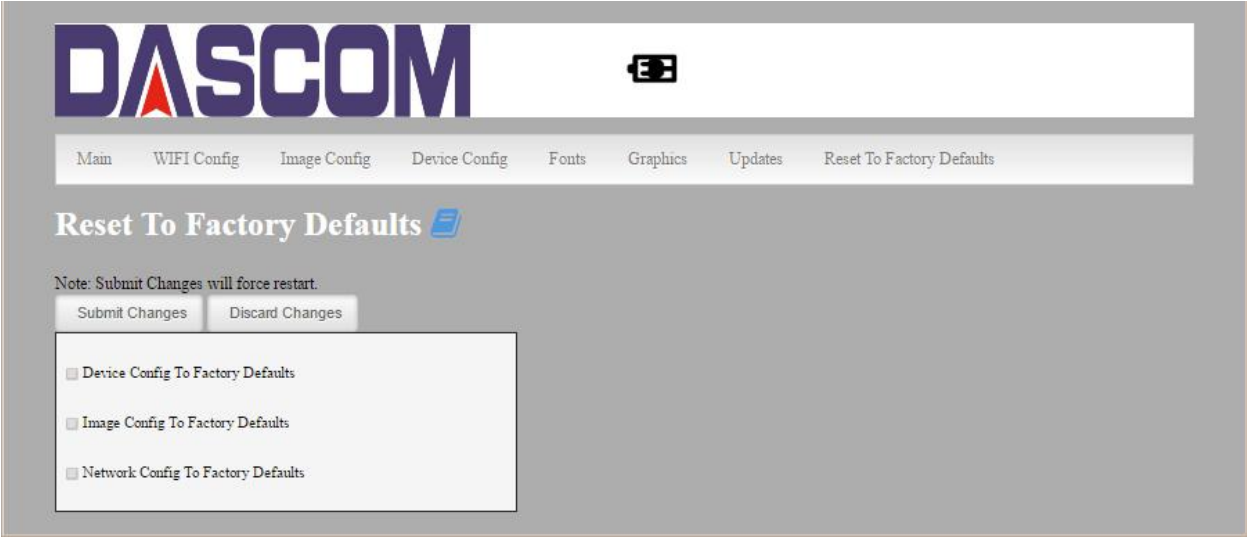 DASCOM
Main WIFI Config Image Config Device Config Fonts Graphics Updates Reset To Factory Defaults
Reset To Factory Defaults
Note: Submit Changes will force restart.
Submit Changes Discard Changes
Device Config To Factory Defaults
Image Config To Factory Defaults
Network Config To Factory Defaults